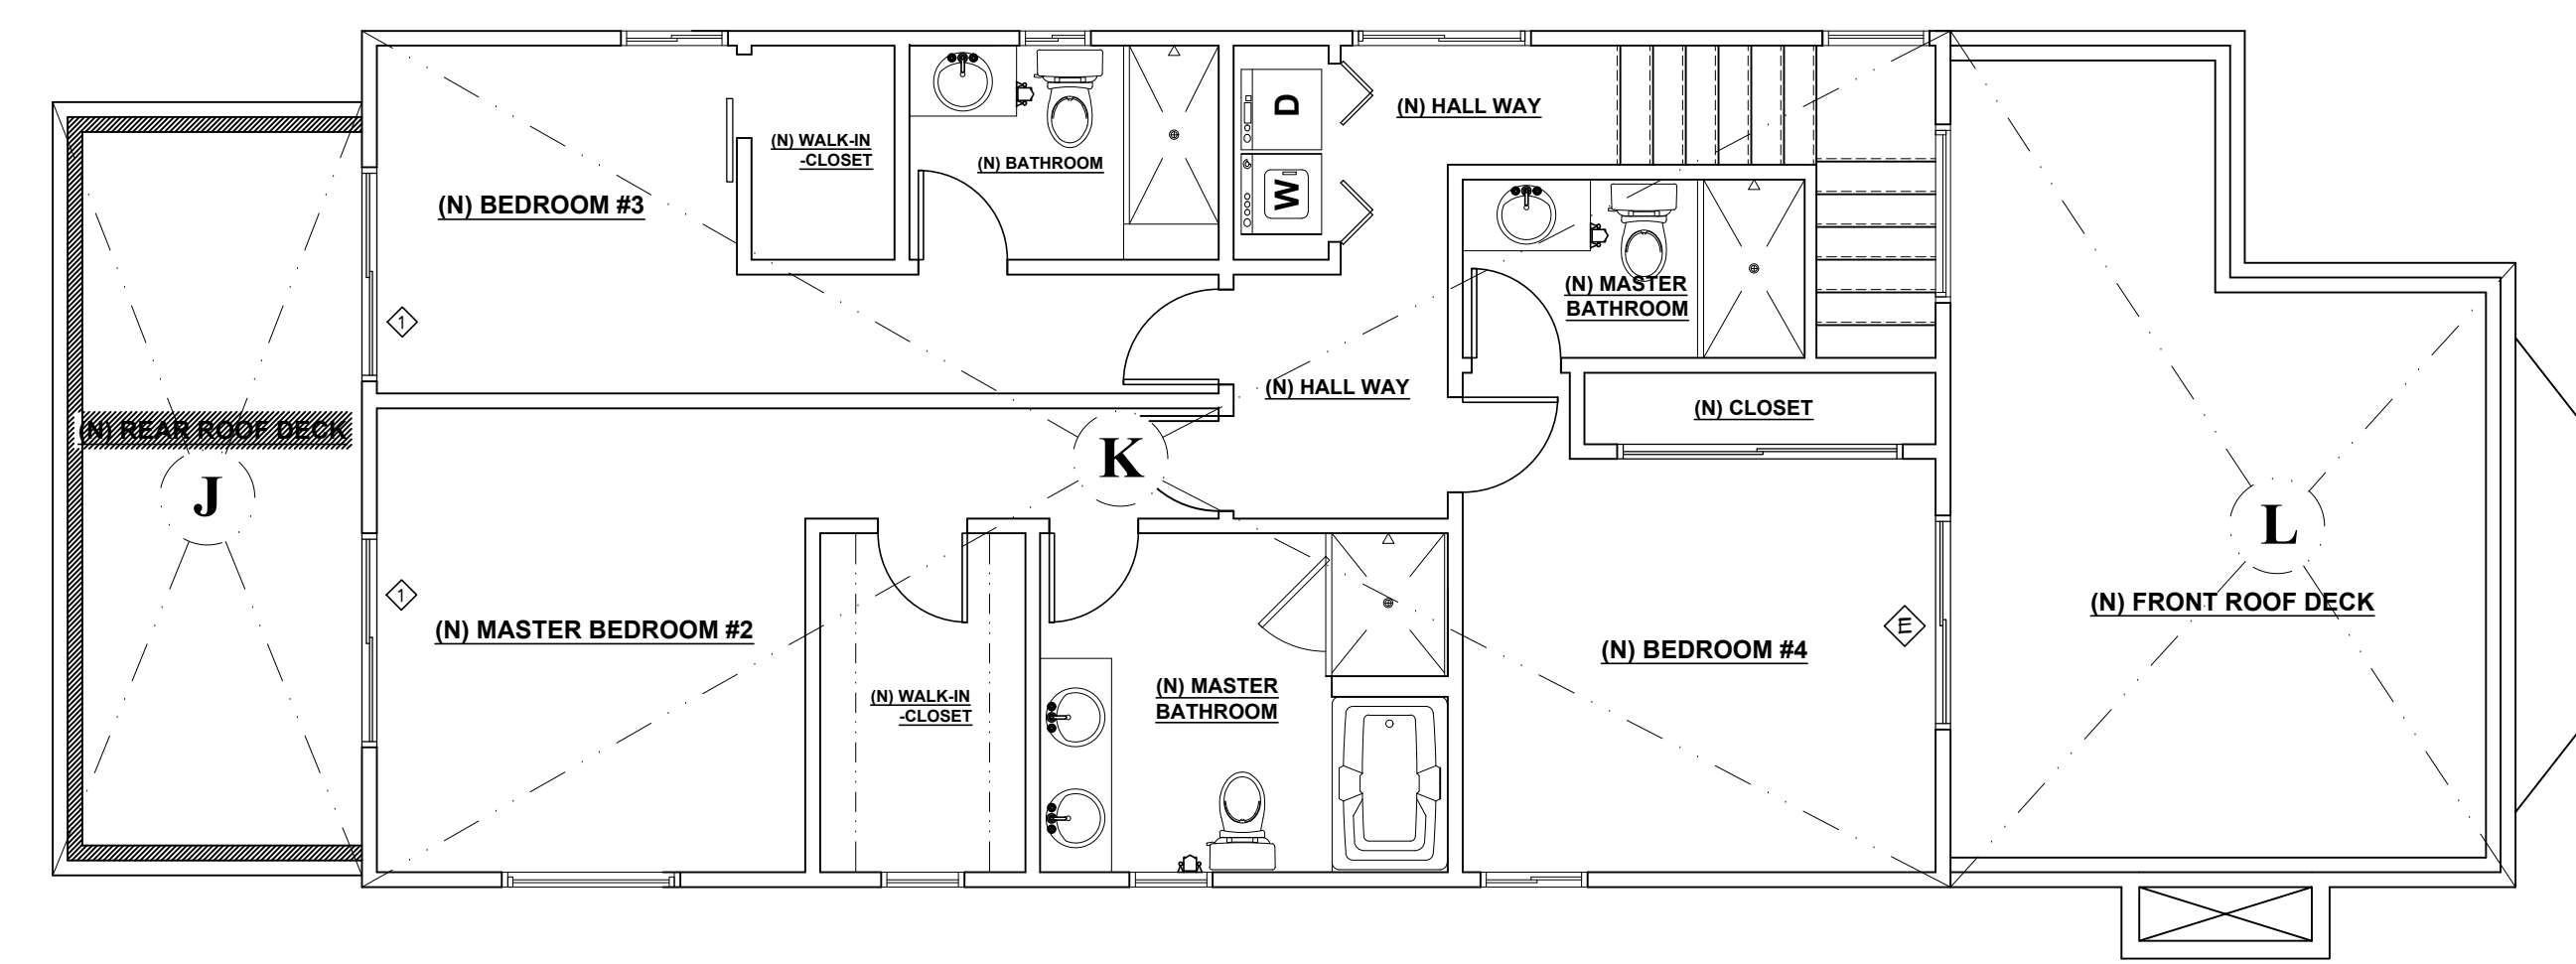 (N) HALL WAY
D
(N) WALK-IN
-CLOSET
(N) BATHROOM
W
(N) BEDROOM #3
(N) MASTER
BATHROOM
1
(N) HALL WAY
(N) CLOSET
(N) REAR ROOF DECK
K
J
L
1
(N) MASTER BEDROOM #2
(N) FRONT ROOF DECK
E
(N) BEDROOM #4
(N) WALK-IN
-CLOSET
(N) MASTER
BATHROOM